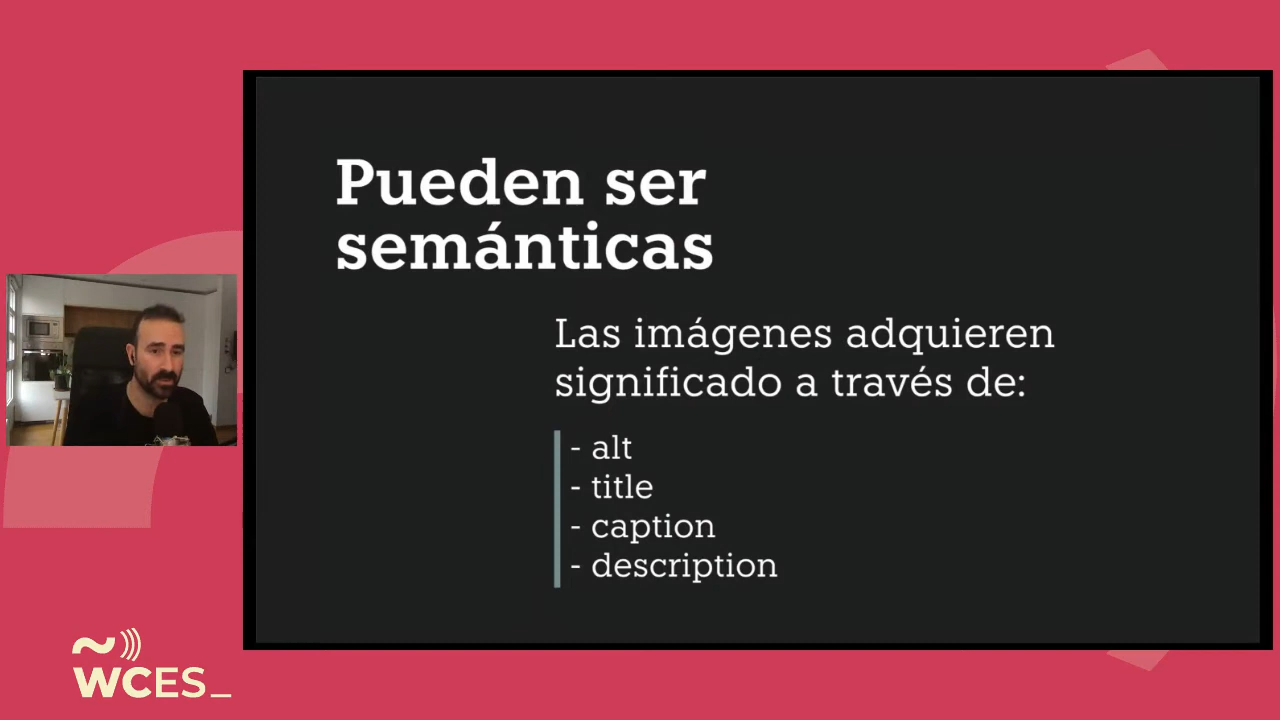 Pueden ser
semánticas
Las imágenes adquieren
significado a través de:
- alt
- title
- caption
- description
WCES_